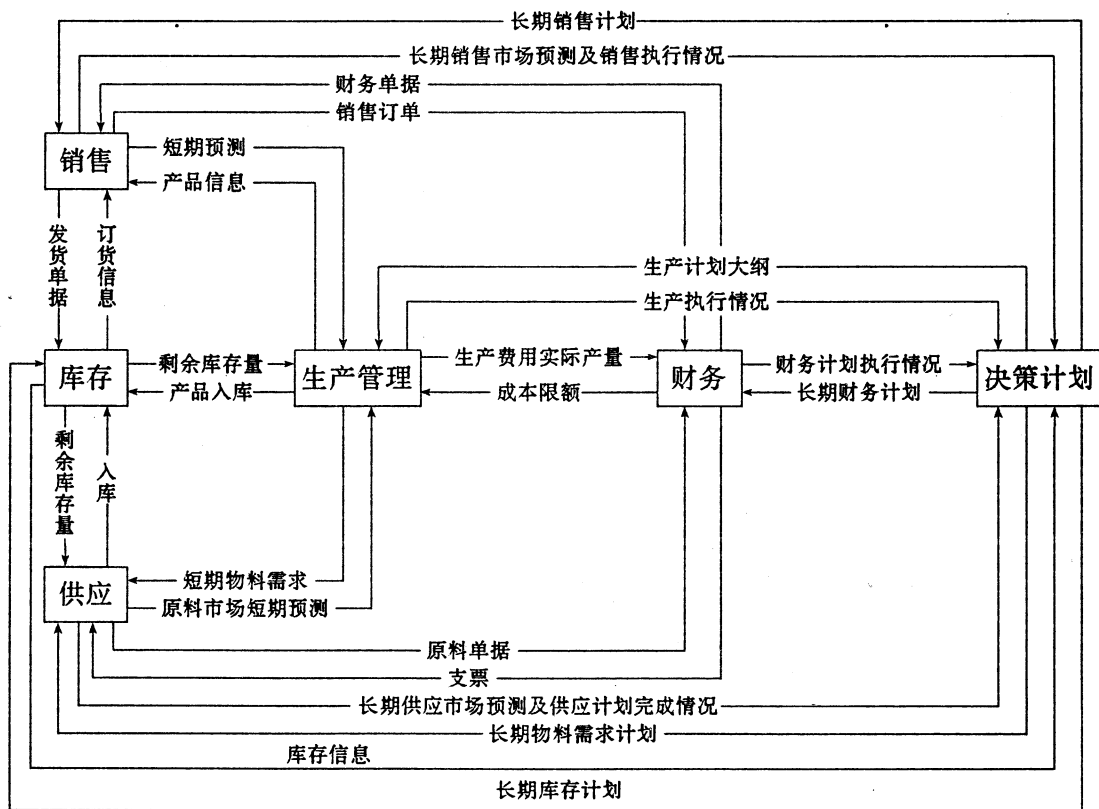 长期销售计划
长期销售市场预测及销售执行情况
财务单据
销售订单
销售
短期预测
产品信息
发货单据
订货信息
生产计划大纲
生产执行情况
库存
剩余库存量
产品入库
生产管理
生产费用实际产量
成本限额
财务
财务计划执行情况
长期财务计划
决策计划
剩余库存量
入库
供应
短期物料需求
原料市场短期预测
原料单据
支票
长期供应市场预测及供应计划完成情况
长期物料需求计划
库存信息
长期库存计划